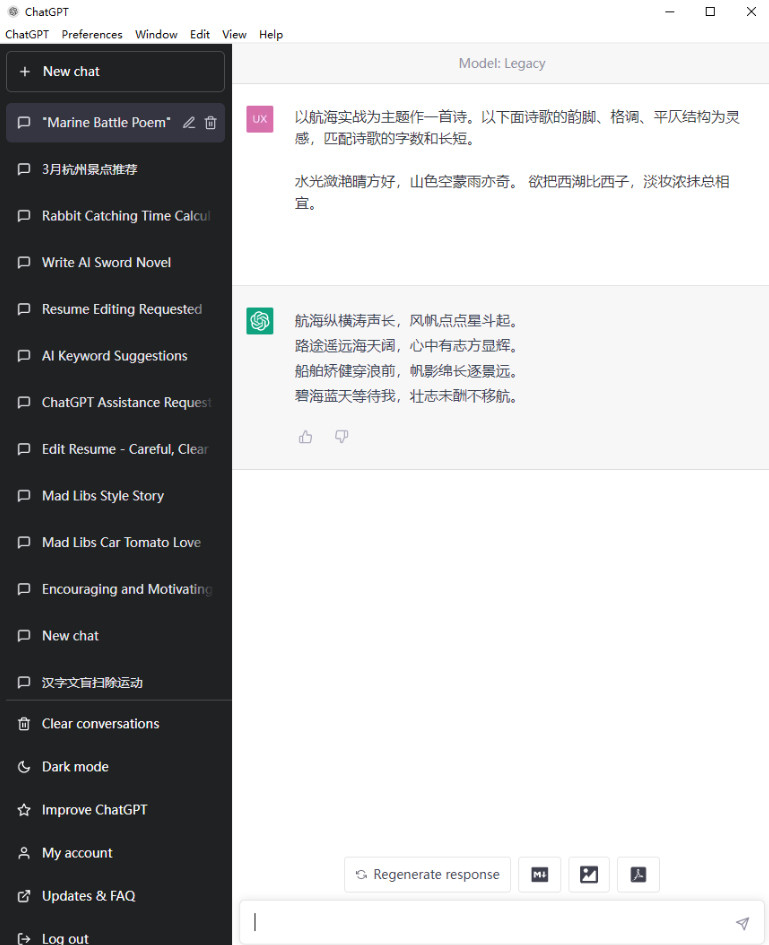 ChatGPT
ChatGPT Preferences Window Edit View Help
New chat
"Marine Battle Poem"
3月杭州景点推荐
Rabbit Catching Time Calcul
Write AI Sword Novel
Resume Editing Requested
AI Keyword Suggestions
ChatGPT Assistance Request
Edit Resume - Careful, Clear
Mad Libs Style Story
Mad Libs Car Tomato Love
Encouraging and Motivating
New chat
汉字文盲扫除运动
Clear conversations
Dark mode
Improve ChatGPT
My account
Updates & FAQ
Log out
Model: Legacy
UX
以航海实战为主题作一首诗。以下面诗歌的韵脚、格调、平仄结构为灵
感，匹配诗歌的字数和长短。
水光潋滟晴方好，山色空蒙雨亦奇。 欲把西湖比西子，淡妆浓抹总相
宜。
航海纵横涛声长，风帆点点星斗起。
路途遥远海天阔，心中有志方显辉。
船舶矫健穿浪前，帆影绵长逐景远。
碧海蓝天等待我，壮志未酬不移航。
Regenerate response
M↓